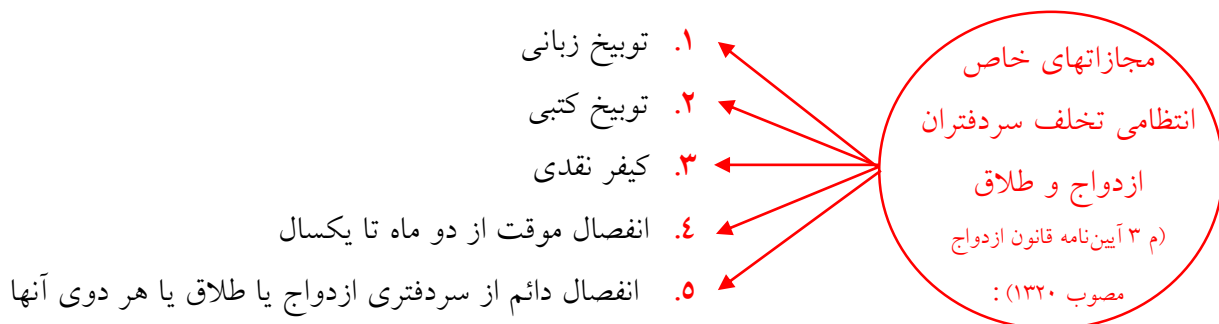 مجازاتهای خاص
انتظامی تخلف سردفتران
ازدواج و طلاق
(م ۳ آیین‌نامه قانون ازدواج
مصوب ۱۳۲۰) :
۱. توبیخ زبانی
۲. توبیخ کتبی
۳. کیفر نقدی
٤. انفصال موقت از دو ماه تا یکسال
٥. انفصال دائم از سردفتری ازدواج یا طلاق یا هر دوی آنها